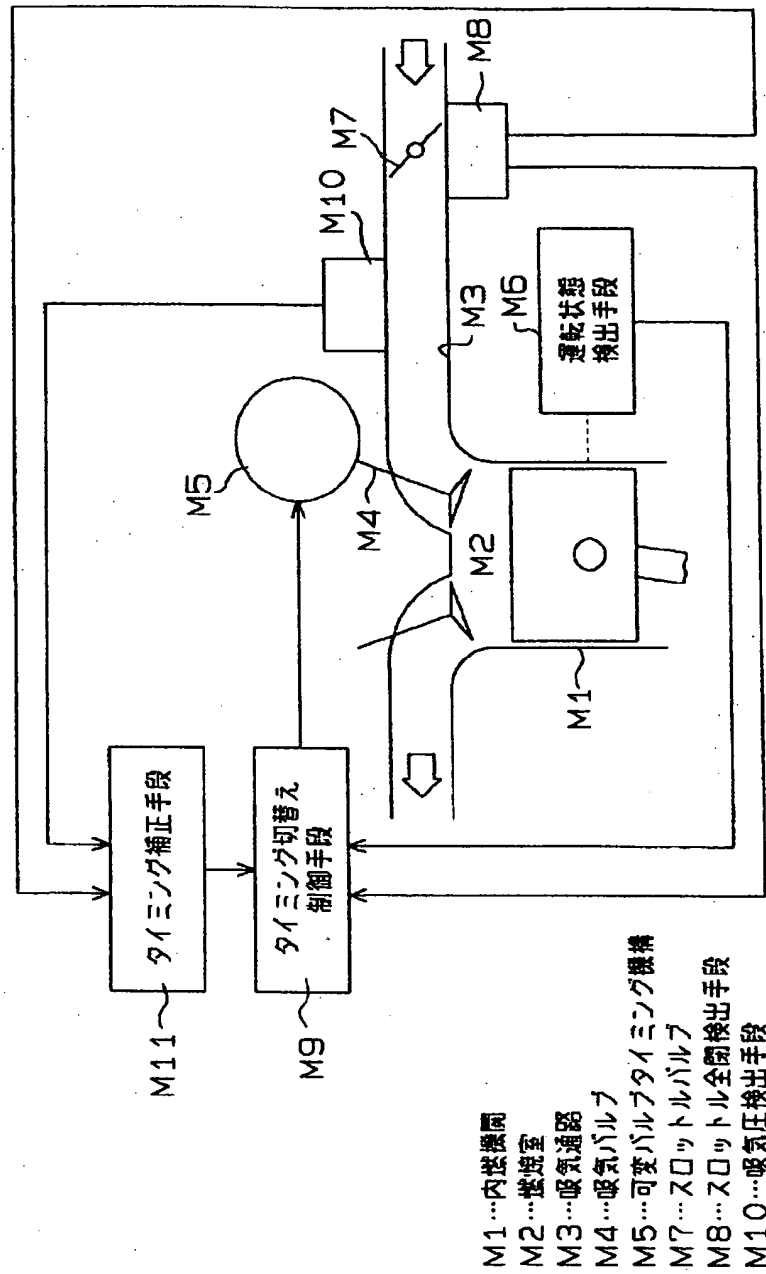 M11
タイミング補正手段
M9
タイミング切替え
制御手段
M5
M4
M10
M7
M8
M3
M2
M6
運転状態
検出手段
M1
M1…内燃機関
M2…燃焼室
M3…吸気通路
M4…吸気バルブ
M5…可変バルブタイミング機構
M7…スロットルバルブ
M8…スロットル全閉検出手段
M10…吸気圧検出手段